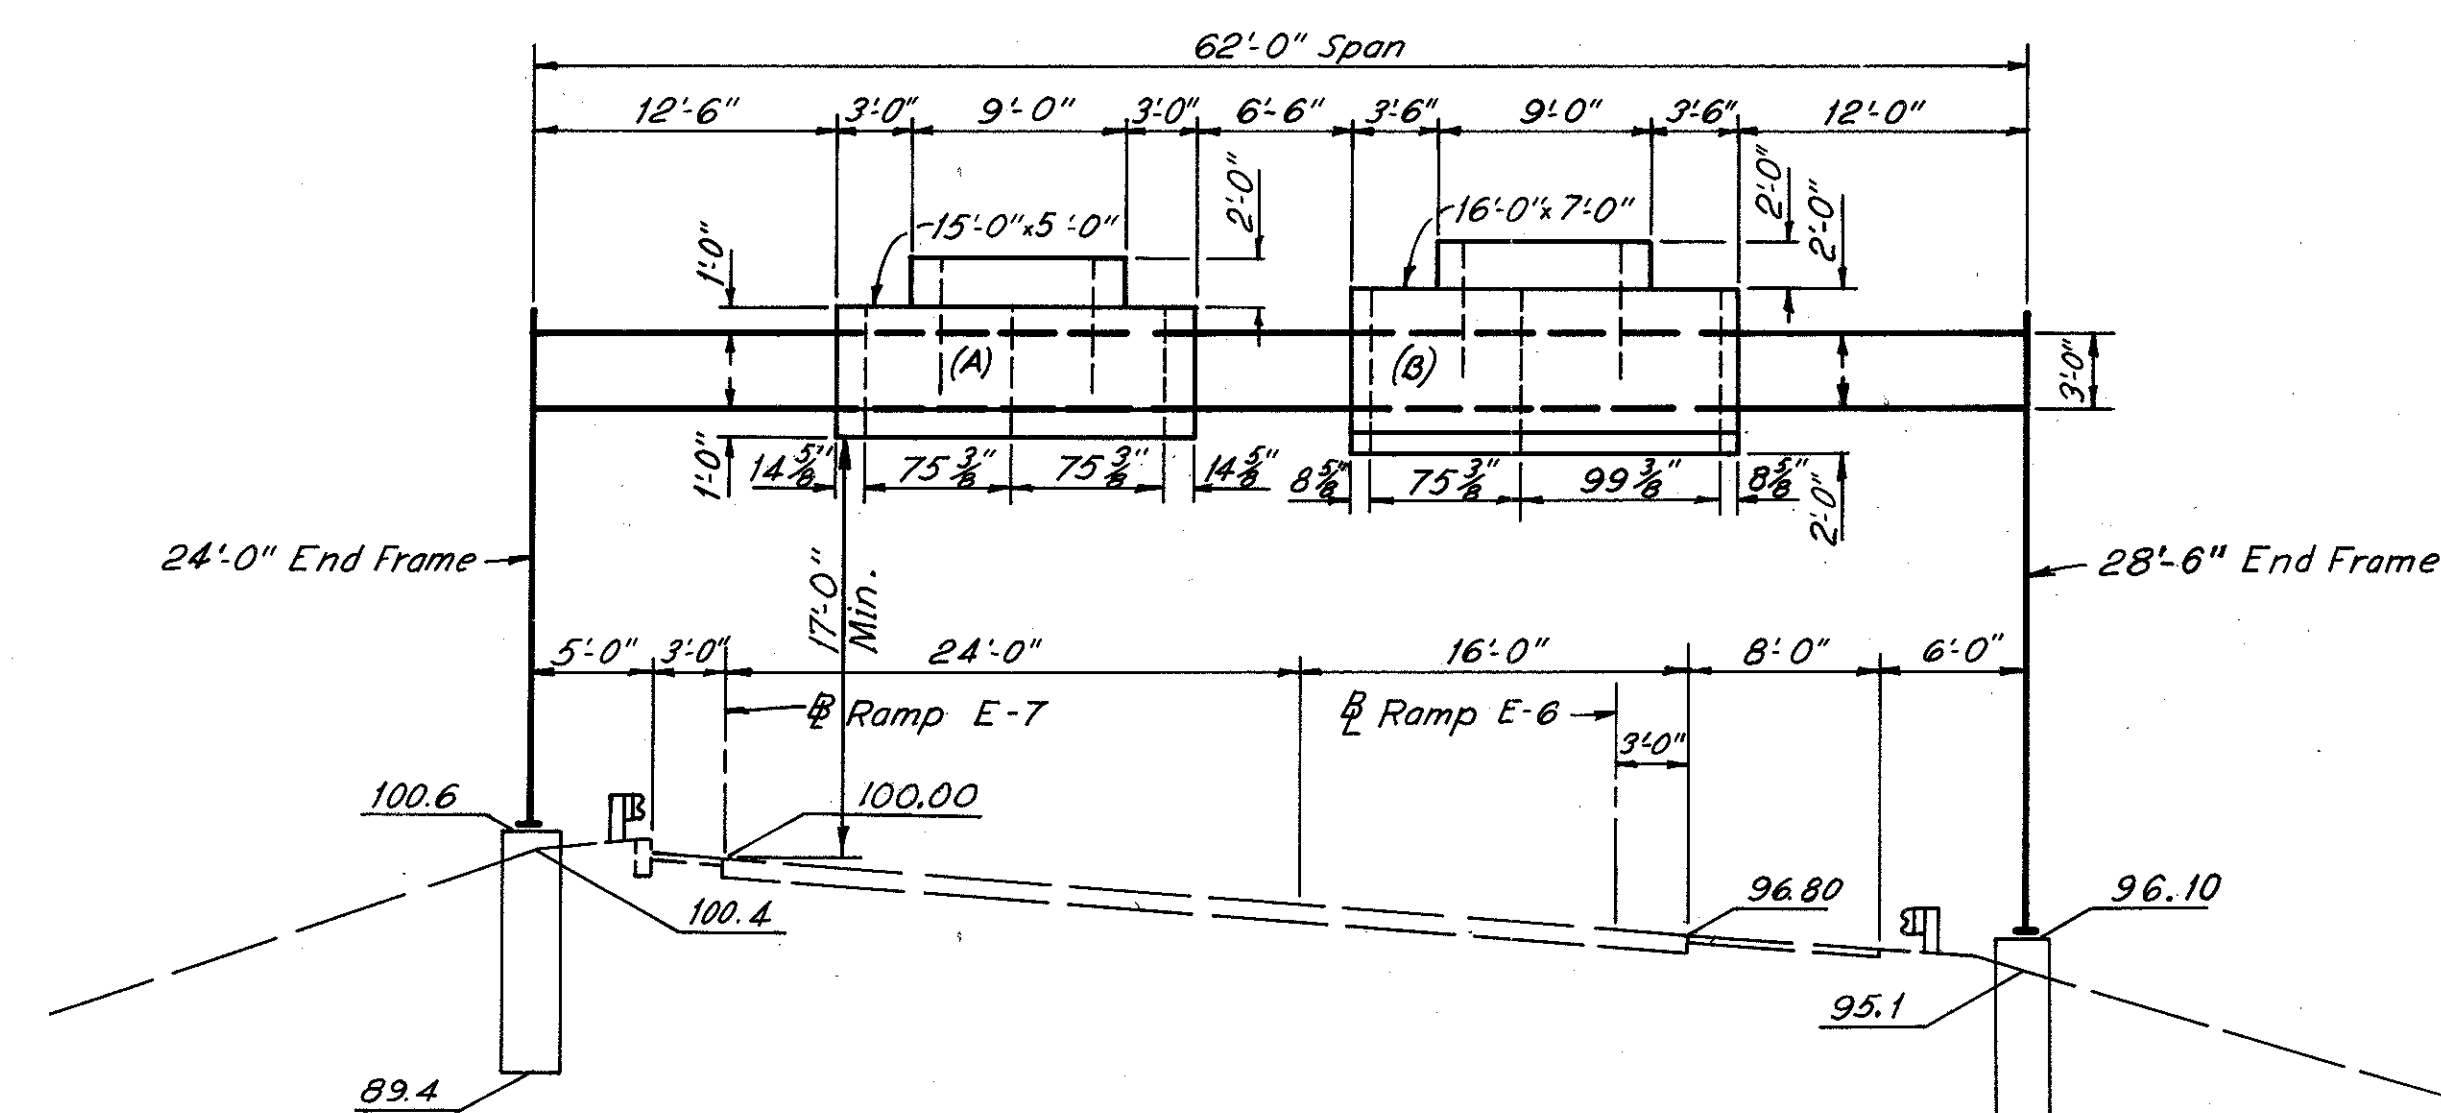 62'-0" Span
12'-6" 3'-0" 9'-0" 3'-0" 6'-6" 3'-6" 9'-0" 3'-6" 12'-0"
2'-0" 2'-0" 2'-0"
15'-0"x5'-0" 16'-0"x7'-0"
1'-0"
(A) (B) 3'-0"
1'-0" 14 5/8" 75 3/8" 75 3/8" 14 5/8" 8 5/8" 75 3/8" 99 3/8" 8 5/8" 2'-0"
24'-0" End Frame 28'-6" End Frame
17'-0" Min.
5'-0" 3'-0" 24'-0" 16'-0" 8'-0" 6'-0"
BL Ramp E-7 BL Ramp E-6
3'-0"
100.6 100.00
100.4 96.80 96.10
95.1
89.4